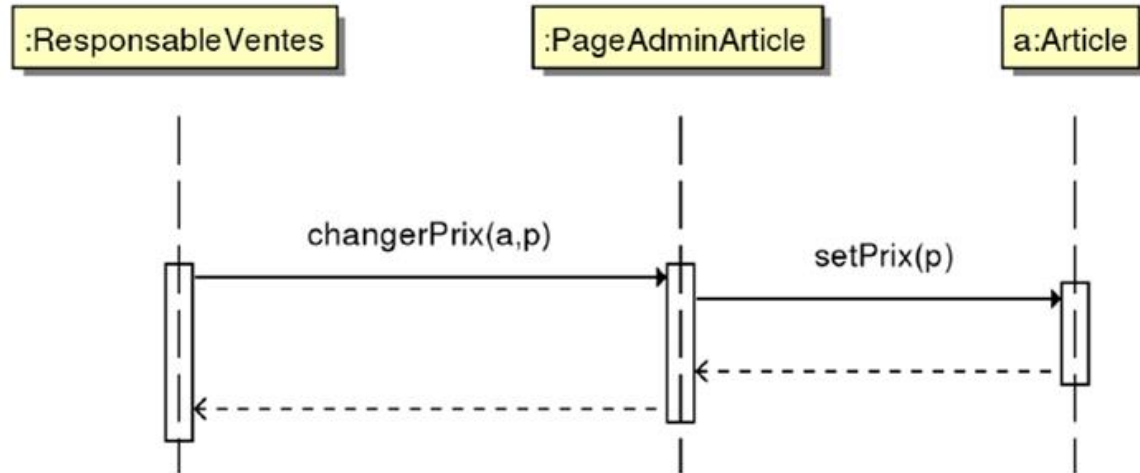 :ResponsableVentes
:PageAdminArticle
a:Article
changerPrix(a,p)
setPrix(p)